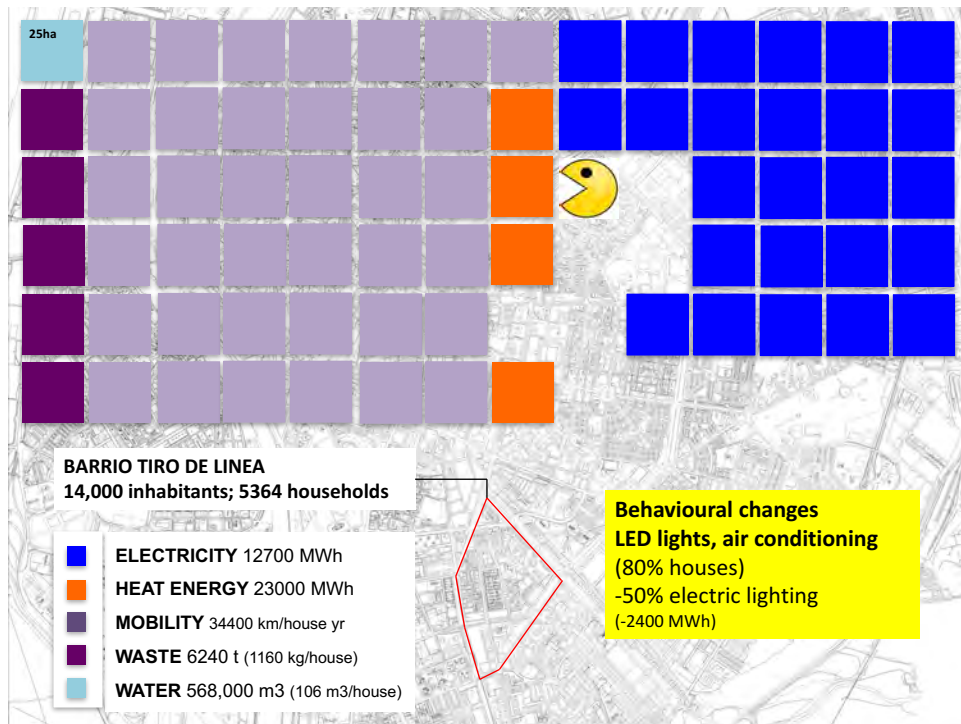 25ha
BARRIO TIRO DE LINEA
14,000 inhabitants; 5364 households
ELECTRICITY 12700 MWh
HEAT ENERGY 23000 MWh
MOBILITY 34400 km/house yr
WASTE 6240 t (1160 kg/house)
WATER 568,000 m3 (106 m3/house)
Behavioural changes
LED lights, air conditioning
(80% houses)
-50% electric lighting
(-2400 MWh)